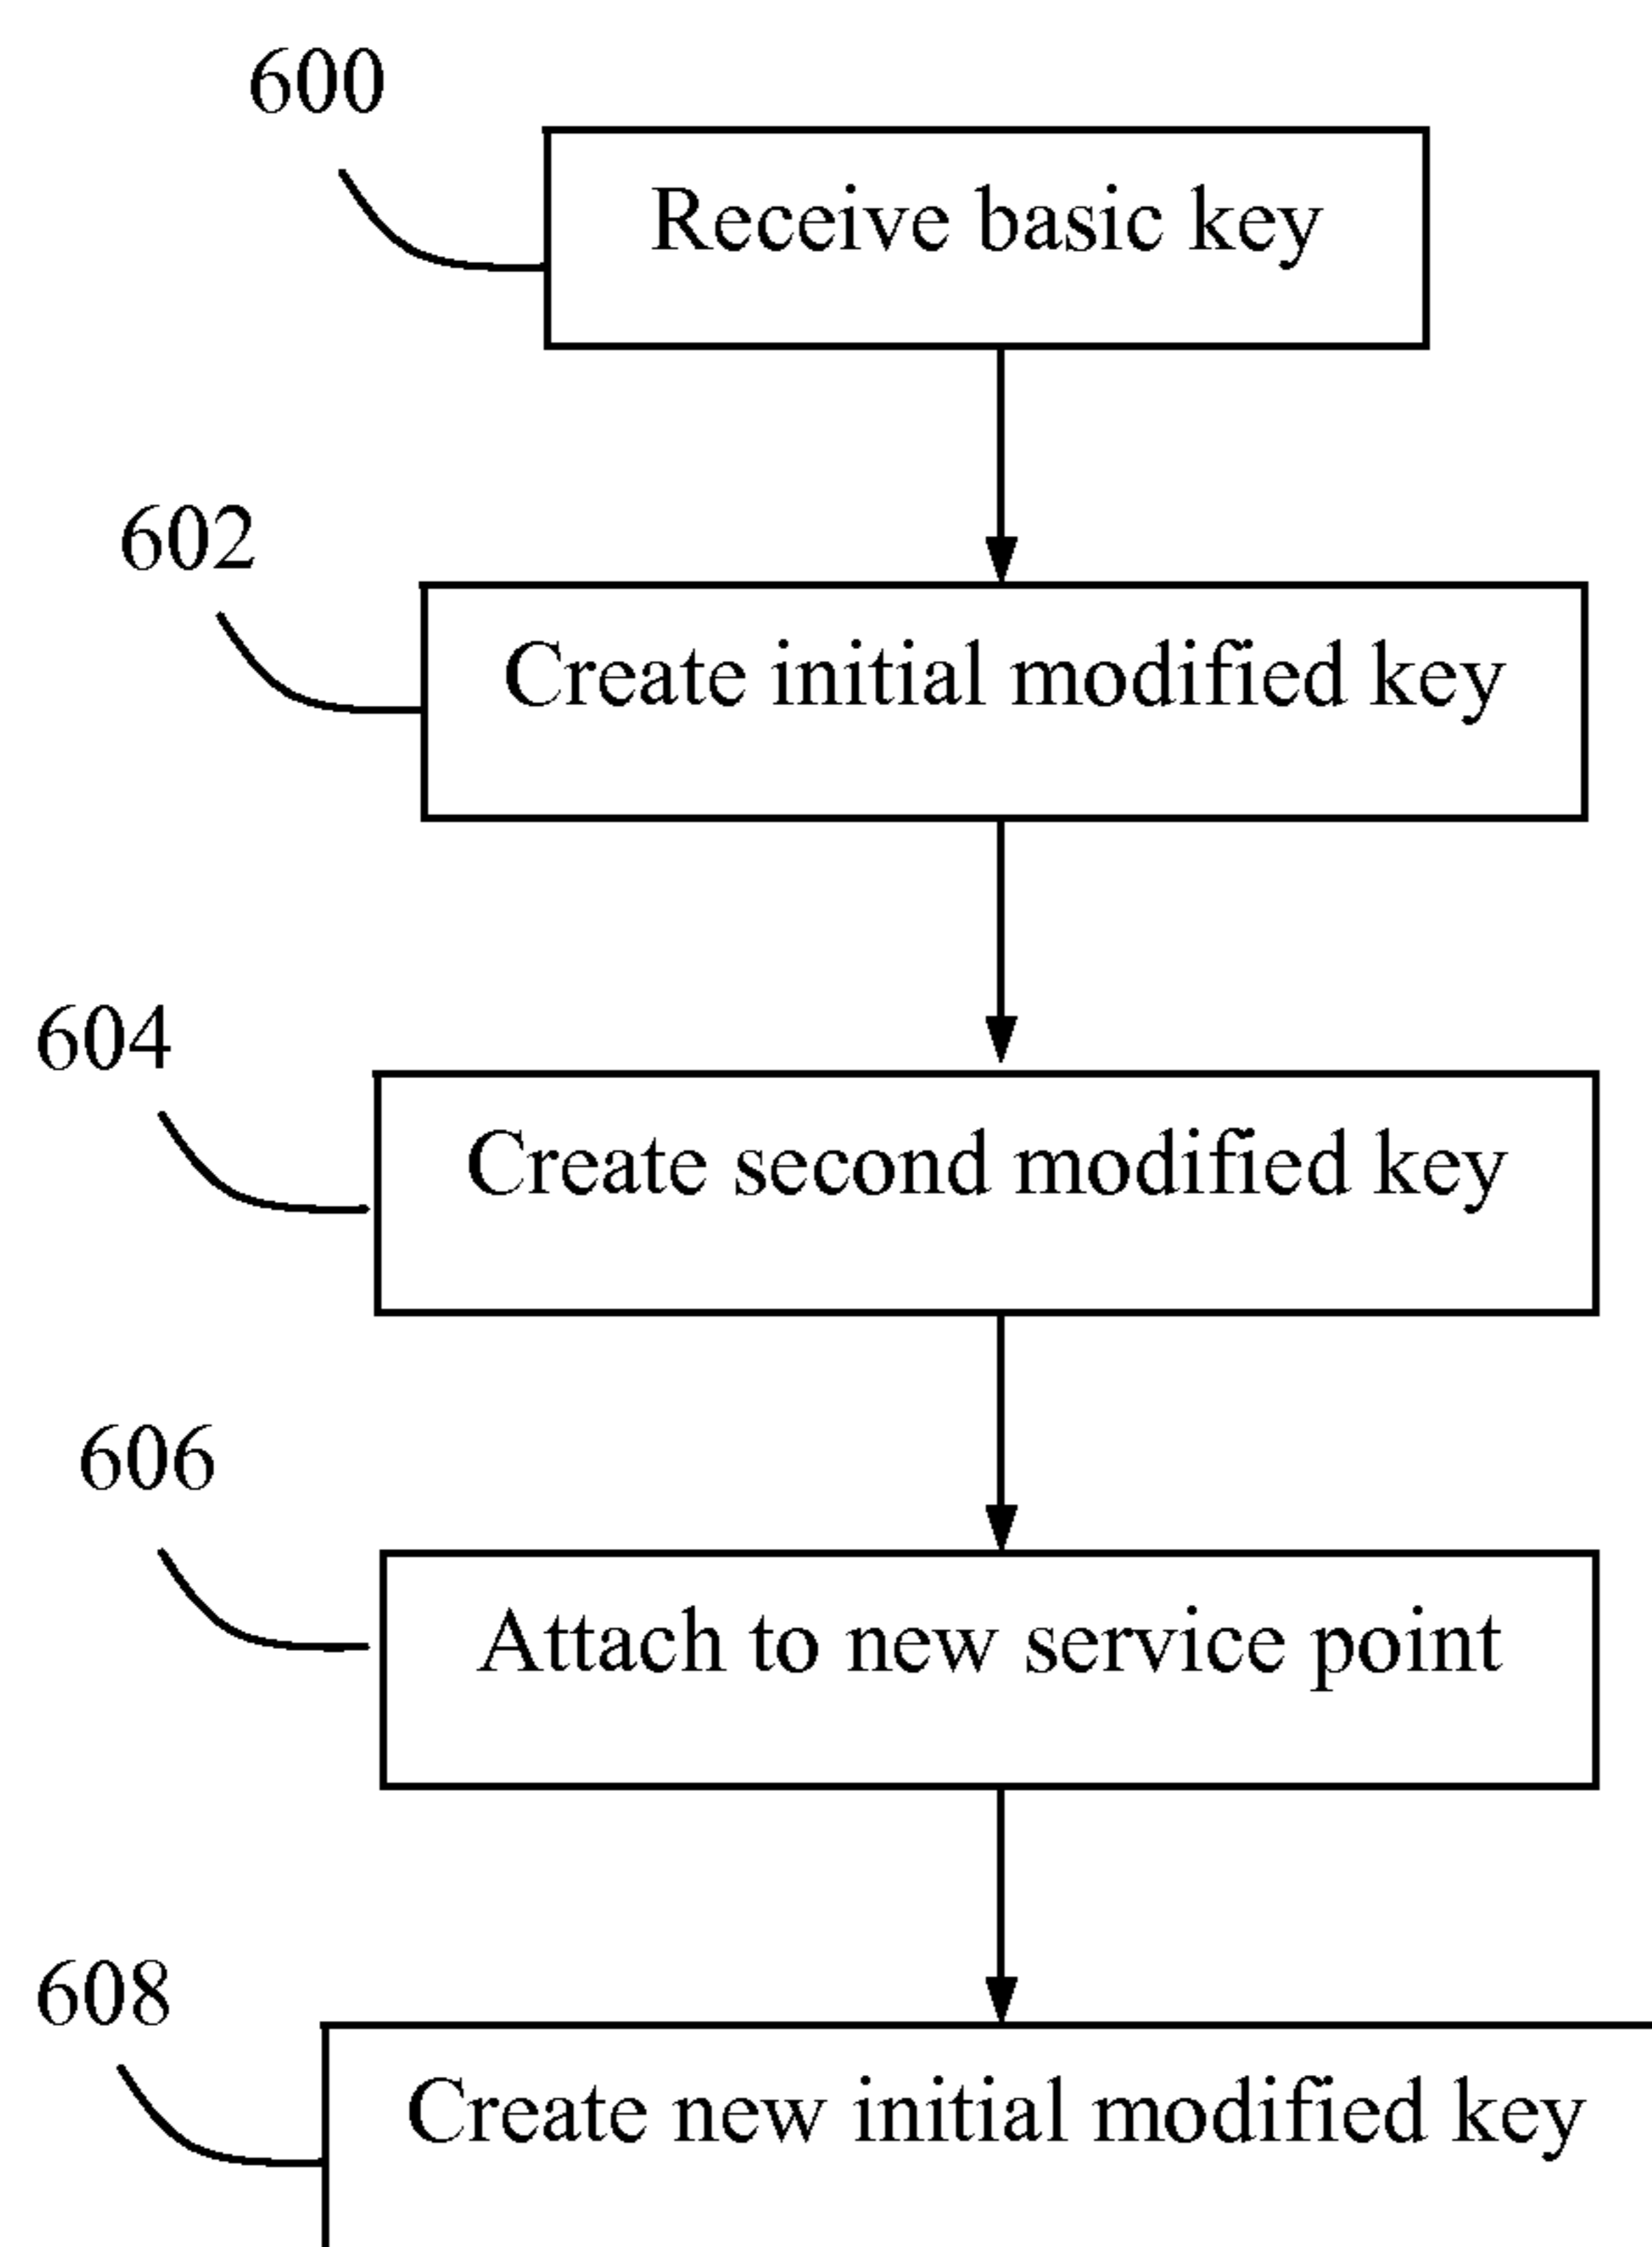 600
Receive basic key
602
Create initial modified key
604
Create second modified key
606
Attach to new service point
608
Create new initial modified key